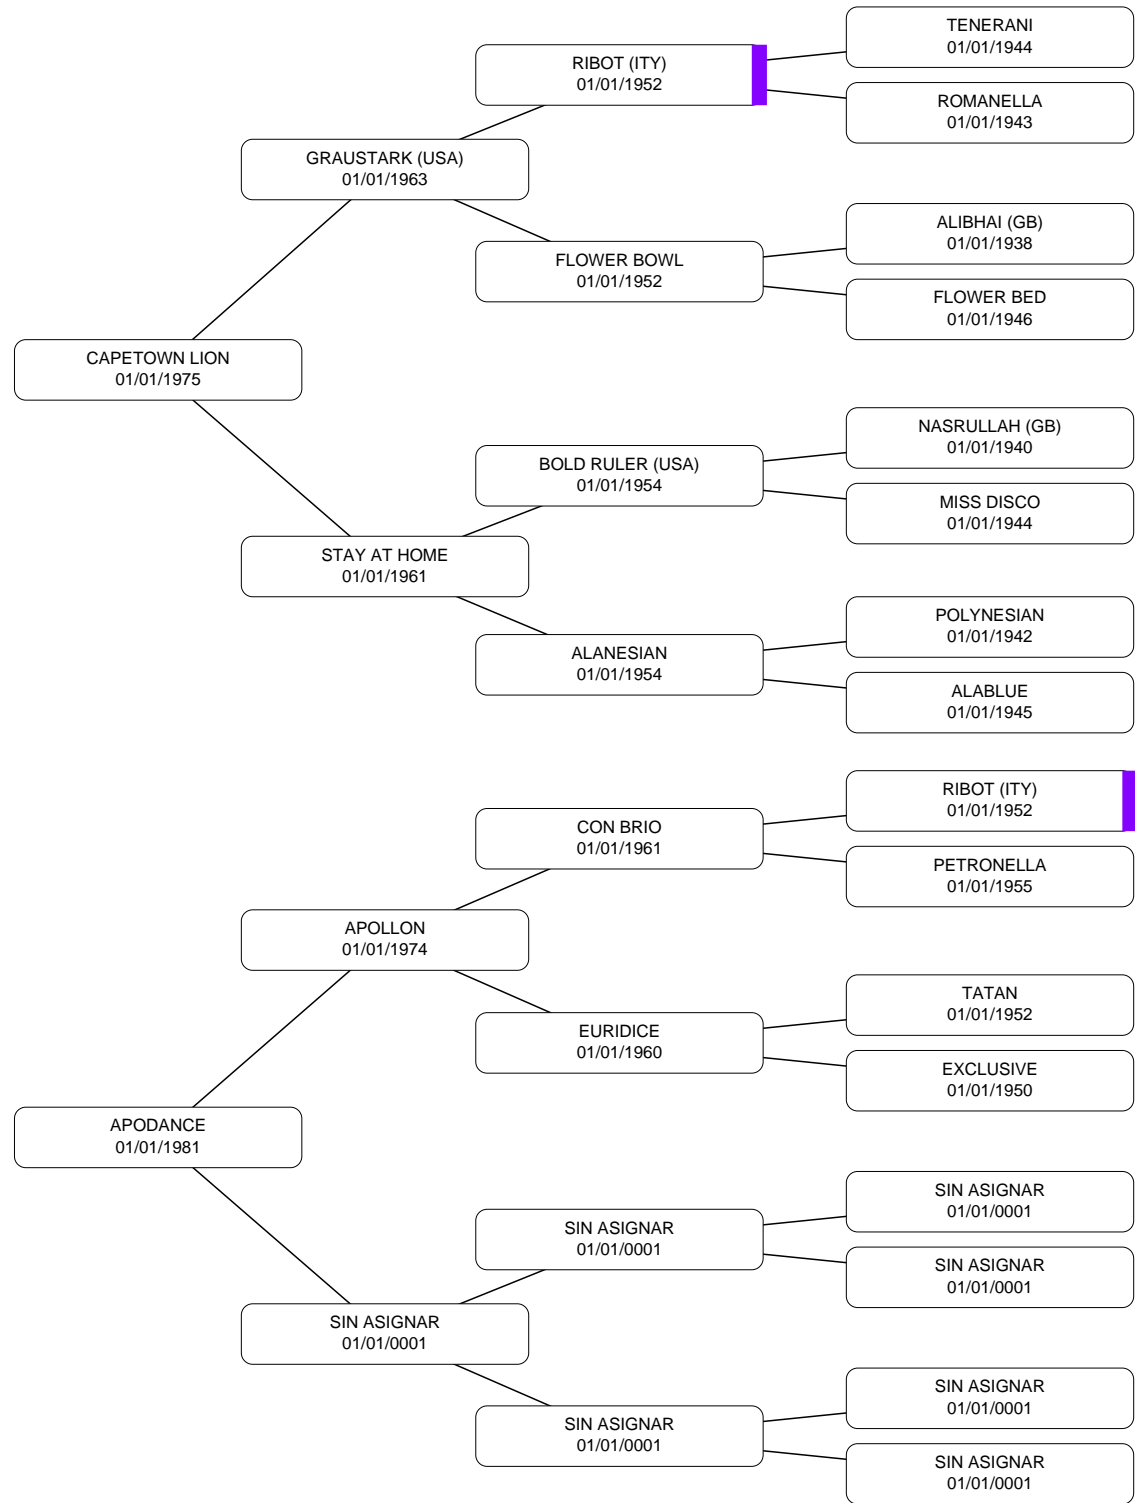 TENERANI
01/01/1944
RIBOT (ITY)
01/01/1952
ROMANELLA
01/01/1943
GRAUSTARK (USA)
01/01/1963
ALIBHAI (GB)
01/01/1938
FLOWER BOWL
01/01/1952
FLOWER BED
01/01/1946
CAPETOWN LION
01/01/1975
NASRULLAH (GB)
01/01/1940
BOLD RULER (USA)
01/01/1954
MISS DISCO
01/01/1944
STAY AT HOME
01/01/1961
POLYNESIAN
01/01/1942
ALANESIAN
01/01/1954
ALABLUE
01/01/1945
RIBOT (ITY)
01/01/1952
CON BRIO
01/01/1961
PETRONELLA
01/01/1955
APOLLON
01/01/1974
TATAN
01/01/1952
EURIDICE
01/01/1960
EXCLUSIVE
01/01/1950
APODANCE
01/01/1981
SIN ASIGNAR
01/01/0001
SIN ASIGNAR
01/01/0001
SIN ASIGNAR
01/01/0001
SIN ASIGNAR
01/01/0001
SIN ASIGNAR
01/01/0001
SIN ASIGNAR
01/01/0001
SIN ASIGNAR
01/01/0001